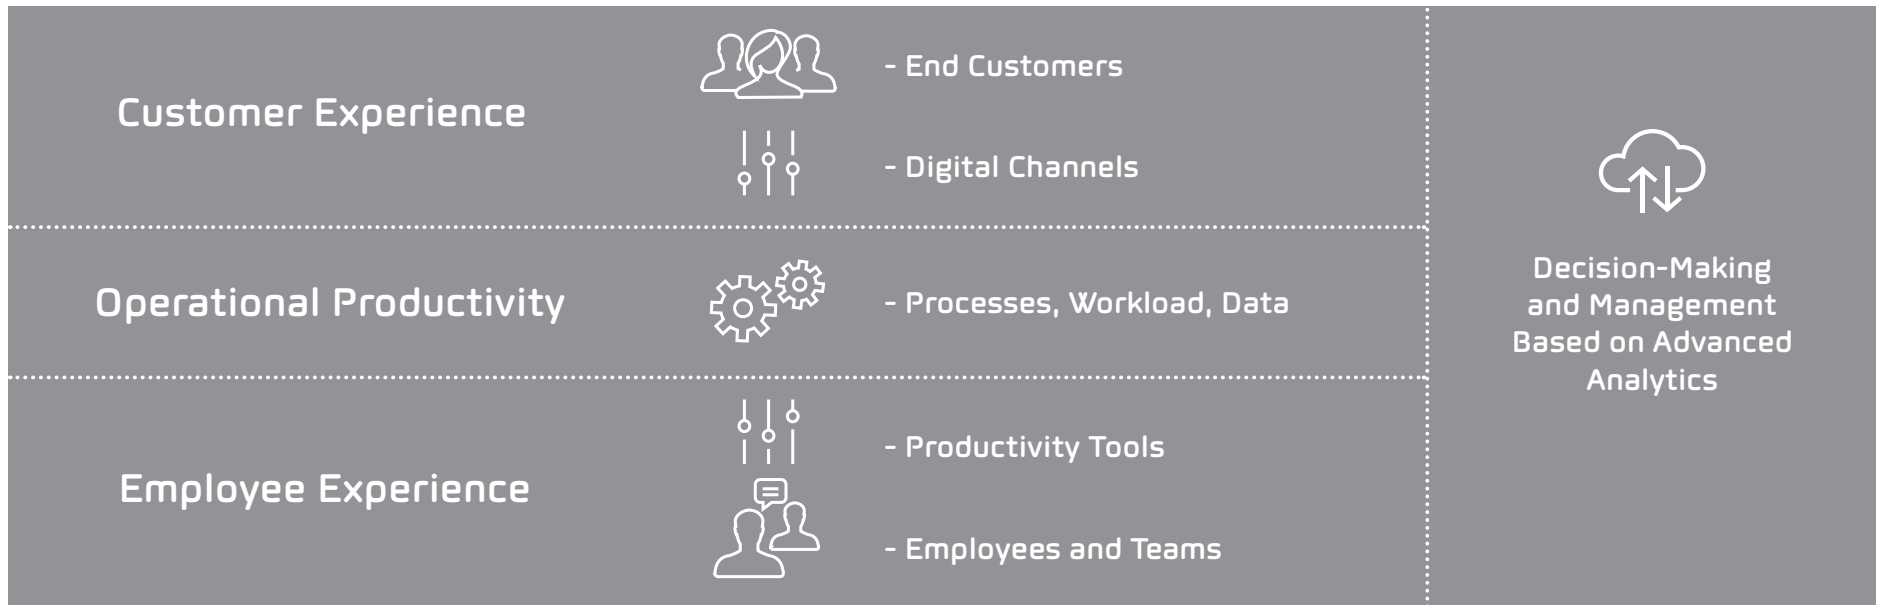 Customer Experience
- End Customers
- Digital Channels
Operational Productivity
- Processes, Workload, Data
Employee Experience
- Productivity Tools
- Employees and Teams
Decision-Making
and Management
Based on Advanced
Analytics